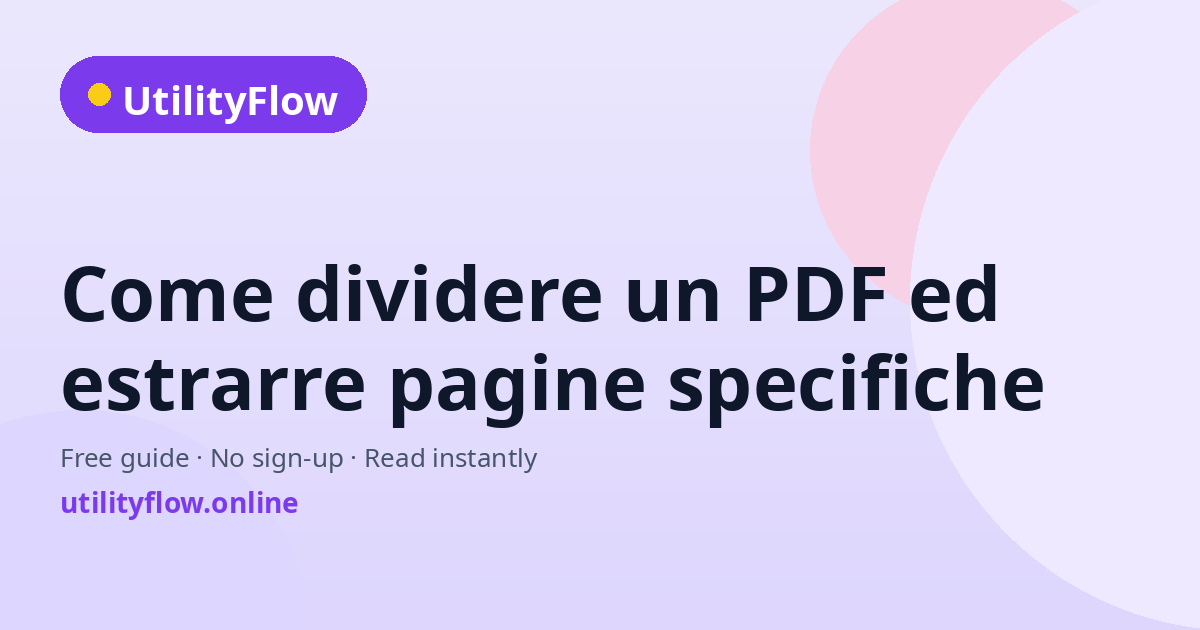 UtilityFlow
Come dividere un PDF ed
estrarre pagine specifiche
Free guide · No sign-up · Read instantly
utilityflow.online